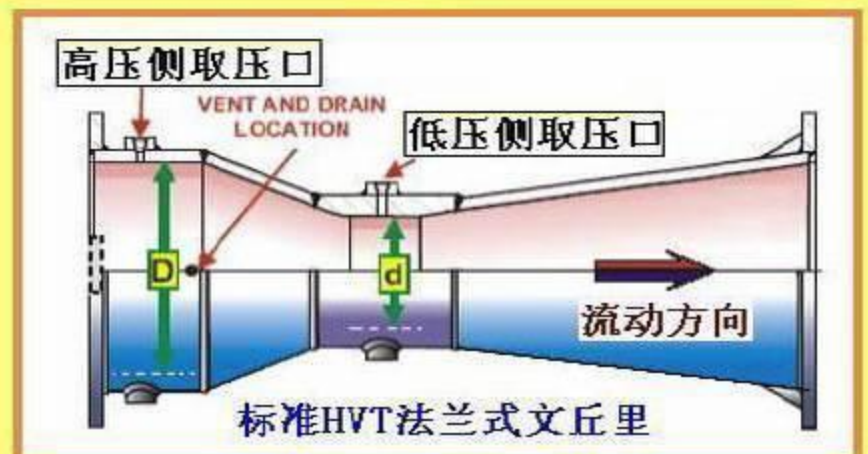 高压侧取压口
VENT AND DRAIN
LOCATION
低压侧取压口
D
d
流动方向
标准HVT法兰式文丘里